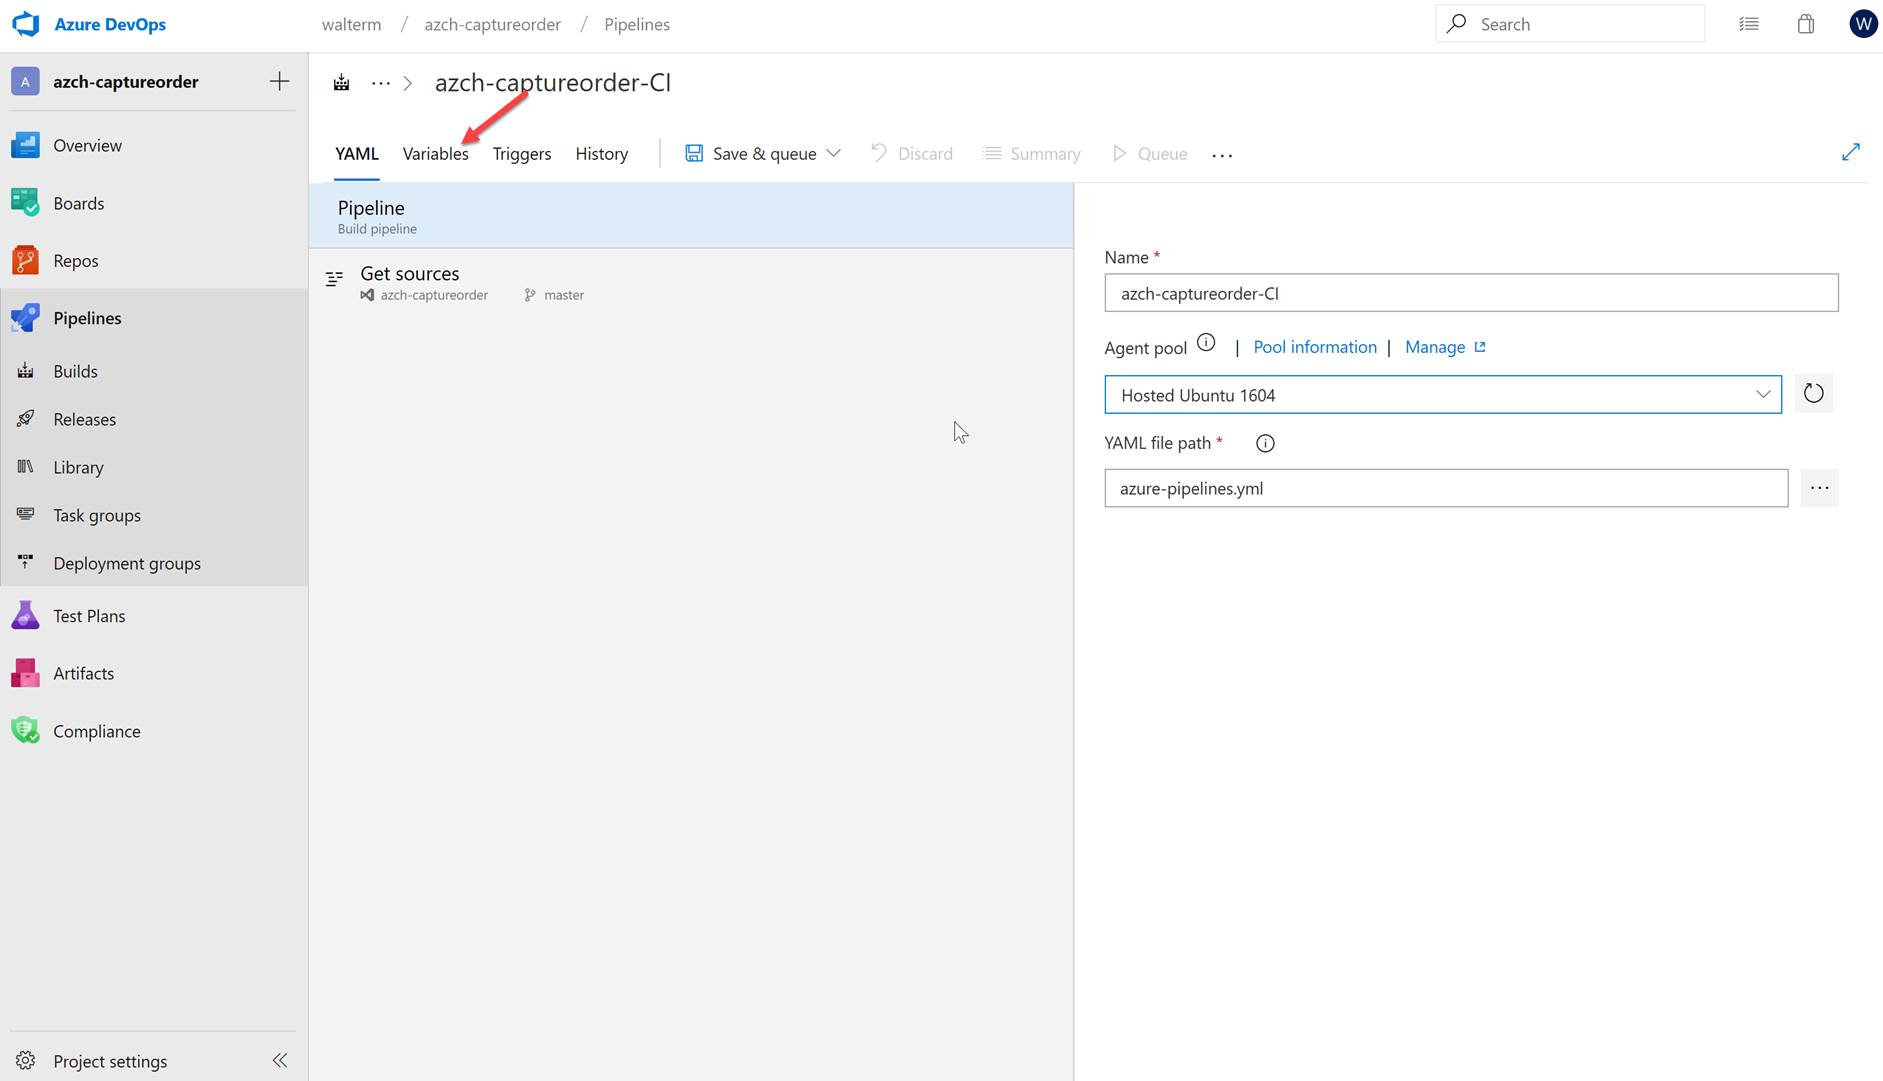 Azure DevOps
walterm / azch-captureorder / Pipelines
Search
W
A azch-captureorder
Overview
Boards
Repos
Pipelines
Builds
Releases
Library
Task groups
Deployment groups
Test Plans
Artifacts
Compliance
Project settings
... > azch-captureorder-CI
YAML Variables Triggers History | Save & queue Discard Summary Queue ...
Pipeline
Build pipeline
Get sources
azch-captureorder master
Name *
azch-captureorder-CI
Agent pool | Pool information | Manage
Hosted Ubuntu 1604
YAML file path *
azure-pipelines.yml
...